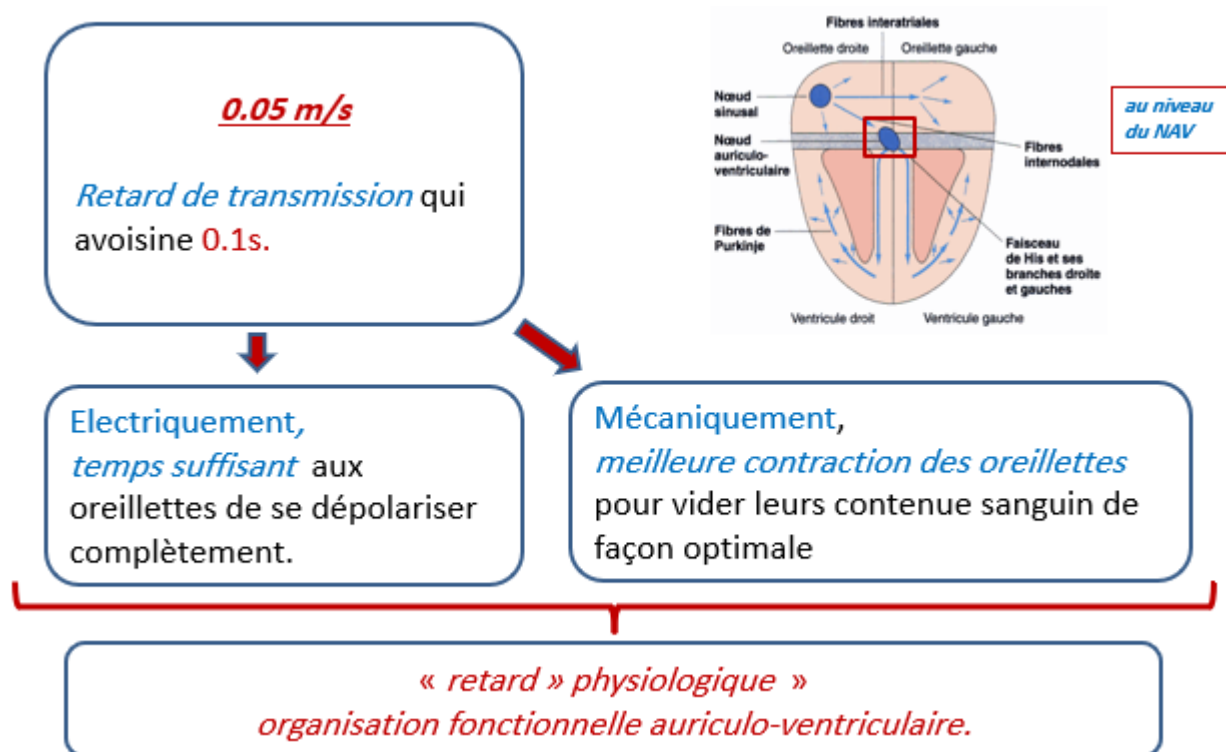 0.05 m/s
Retard de transmission qui
avoisine 0.1s.
Fibres interatriales
Oreillette droite
Oreillette gauche
Nœud
sinusal
Nœud
auriculo-
ventriculaire
Fibres
internodales
Fibres de
Purkinje
Faisceau
de His et ses
branches droite
et gauches
Ventricule droit
Ventricule gauche
au niveau
du NAV
Electriquement,
temps suffisant aux
oreillettes de se dépolariser
complètement.
Mécaniquement,
meilleure contraction des oreillettes
pour vider leurs contenue sanguin de
façon optimale
« retard » physiologique »
organisation fonctionnelle auriculo-ventriculaire.